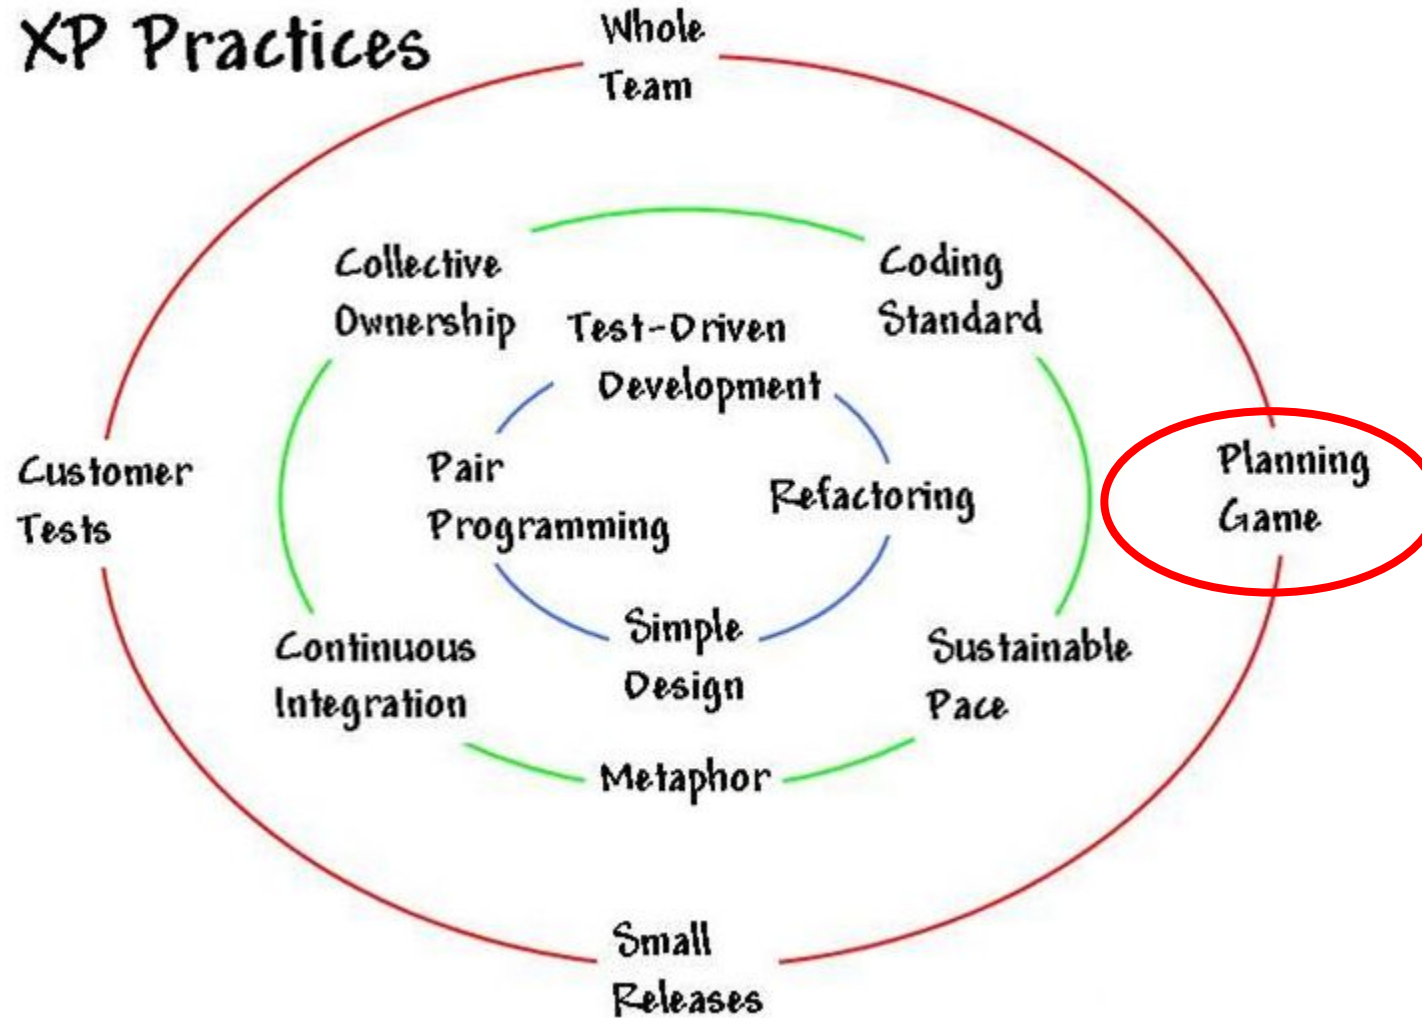 XP Practices
Whole
Team
Collective
Ownership
Coding
Standard
Test-Driven
Development
Customer
Tests
Pair
Programming
Refactoring
Planning
Game
Continuous
Integration
Simple
Design
Sustainable
Pace
Metaphor
Small
Releases